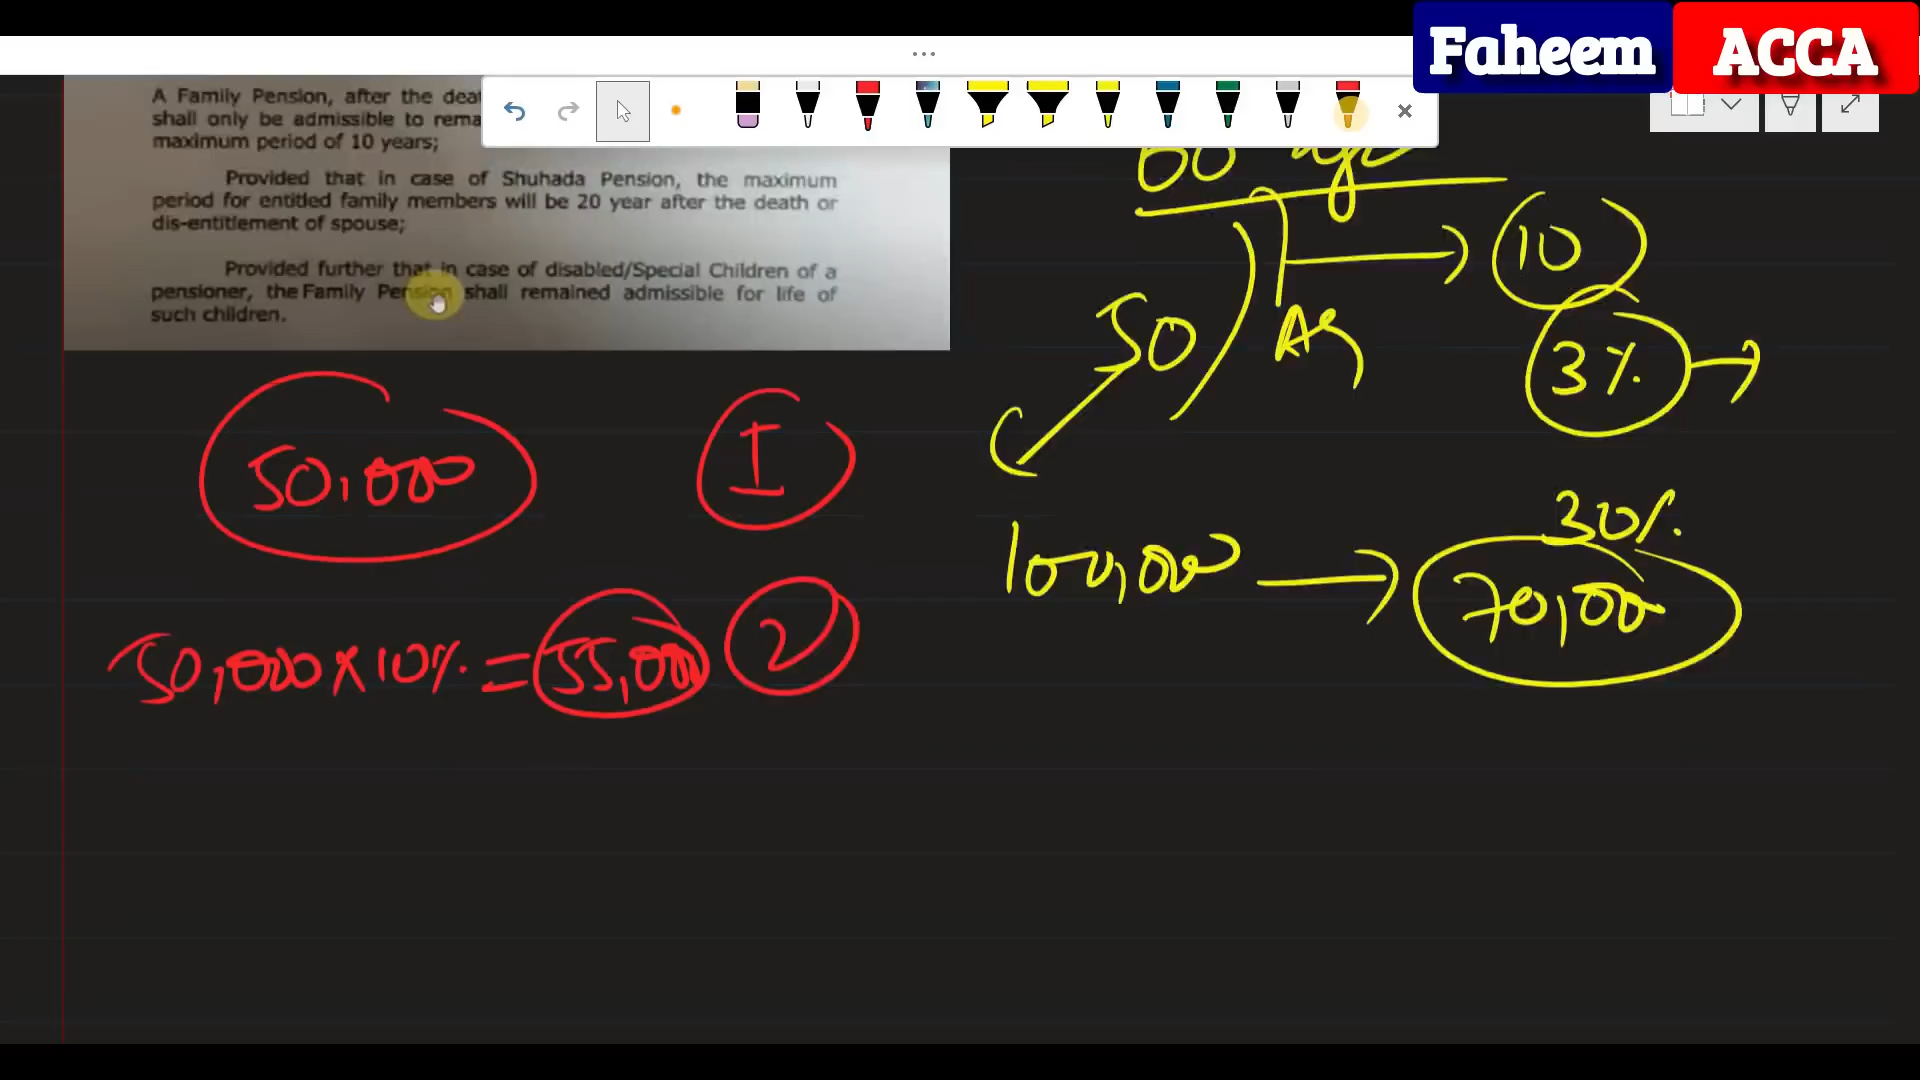 Faheem ACCA
A Family Pension, after the
shall only be admissible to
maximum period of 10 years;
Provided that in case of Shuhada Pension, the maximum
period for entitled family members will be 20 year after the death or
dis-entitlement of spouse;
Provided further that in case of disabled/Special Children of a
pensioner, the Family Pension shall remained admissible for life of
such children.
50,000
I
50,000 x 10% = 55,000
2
60
10
50
3%
30%
100,000
70,000